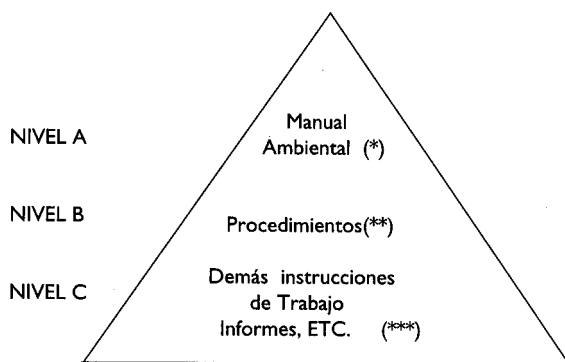 NIVEL A
Manual
Ambiental (*)
NIVEL B
Procedimientos(**)
NIVEL C
Demás instrucciones
de Trabajo
Informes, ETC. (***)